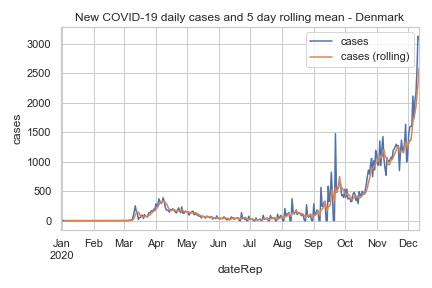 New COVID-19 daily cases and 5 day rolling mean - Denmark
cases
cases (rolling)
3000
2500
2000
1500
1000
500
0
cases
Jan Feb Mar Apr May Jun Jul Aug Sep Oct Nov Dec
2020
dateRep